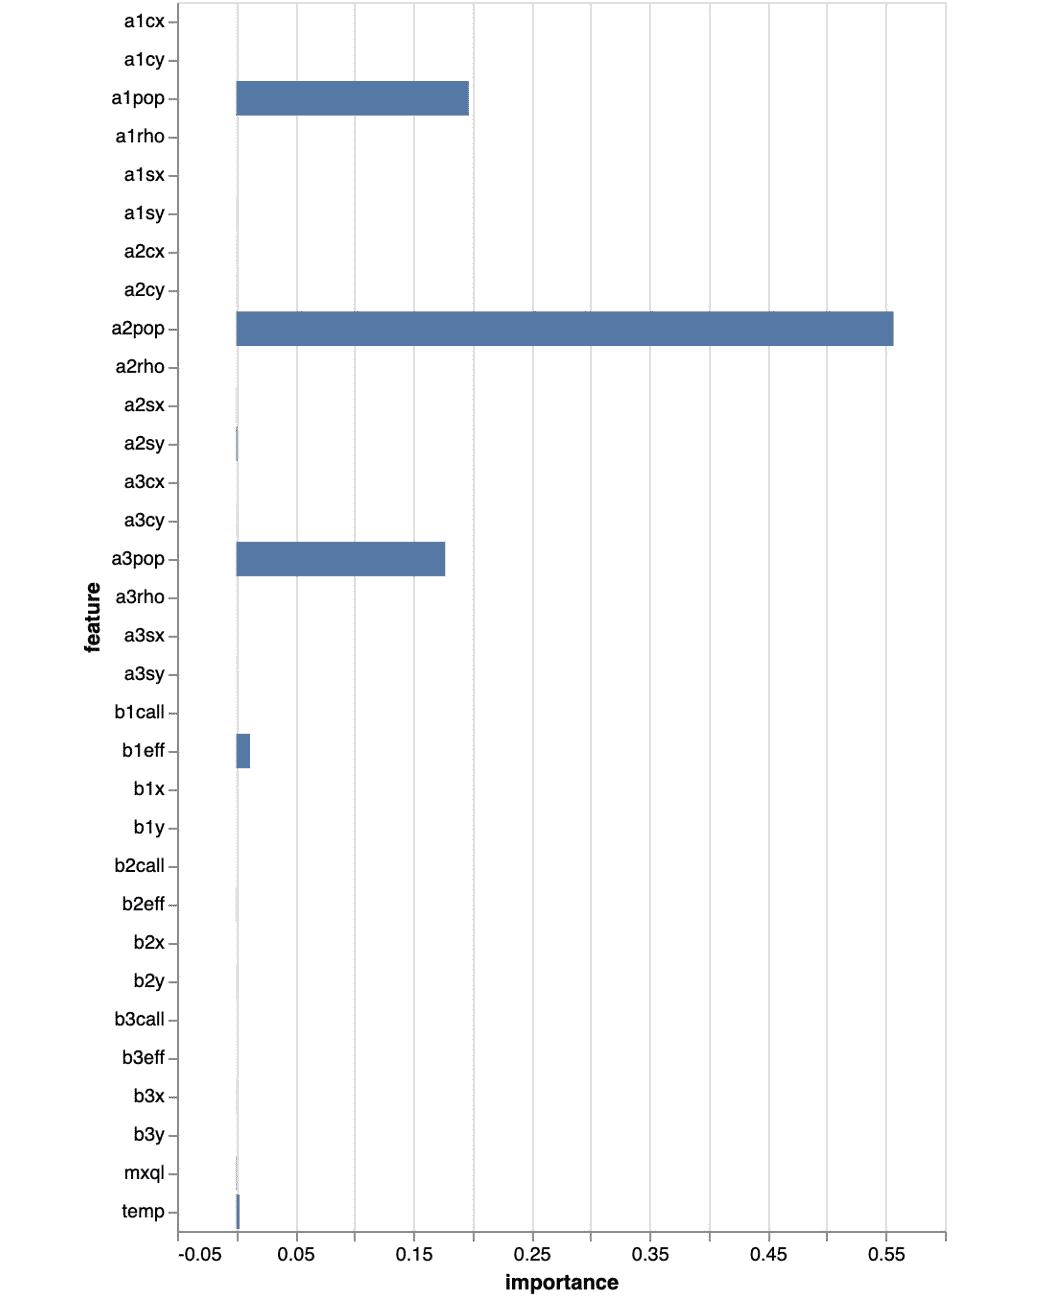 a1cx
a1cy
a1pop
a1rho
a1sx
a1sy
a2cx
a2cy
a2pop
a2rho
a2sx
a2sy
a3cx
a3cy
a3pop
a3rho
a3sx
a3sy
b1call
b1eff
b1x
b1y
b2call
b2eff
b2x
b2y
b3call
b3eff
b3x
b3y
mxql
temp
feature
-0.05 0.05 0.15 0.25 0.35 0.45 0.55
importance